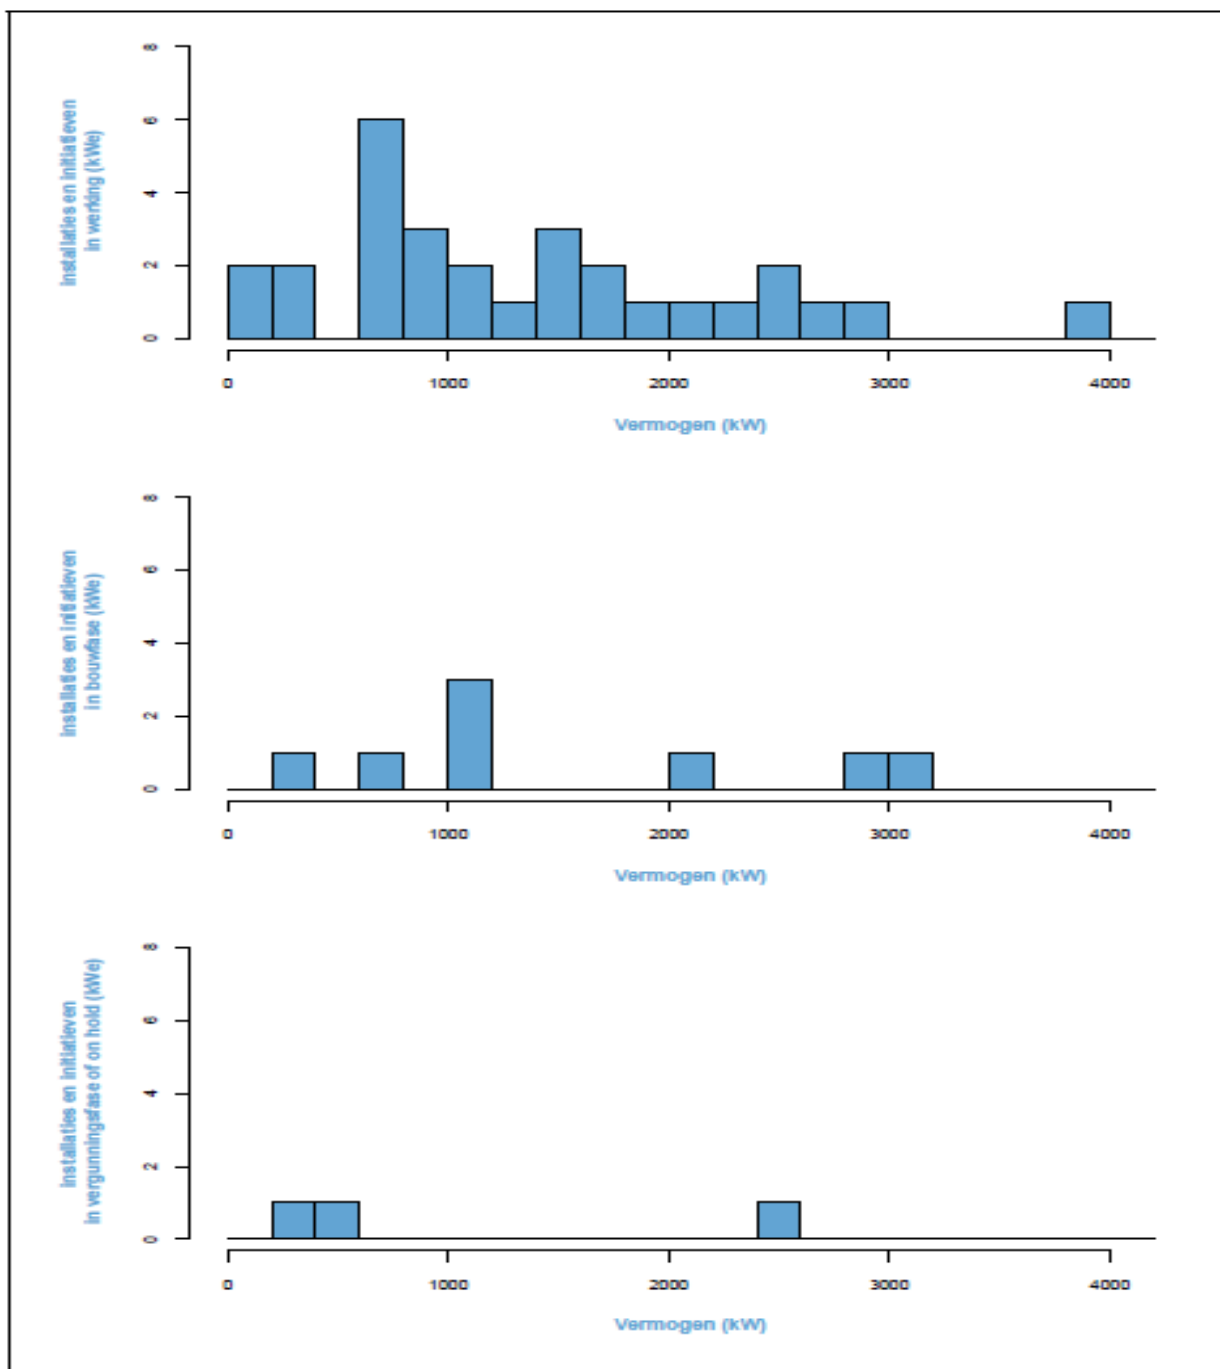 8
6
4
2
0
installaties en initiatieven
in werking (kWe)
0 1000 2000 3000 4000
Vermogen (kW)
8
6
4
2
0
installaties en initiatieven
in bouwfase (kWe)
0 1000 2000 3000 4000
Vermogen (kW)
8
6
4
2
0
installaties en initiatieven
in vergunningsfase of on hold (kWe)
0 1000 2000 3000 4000
Vermogen (kW)